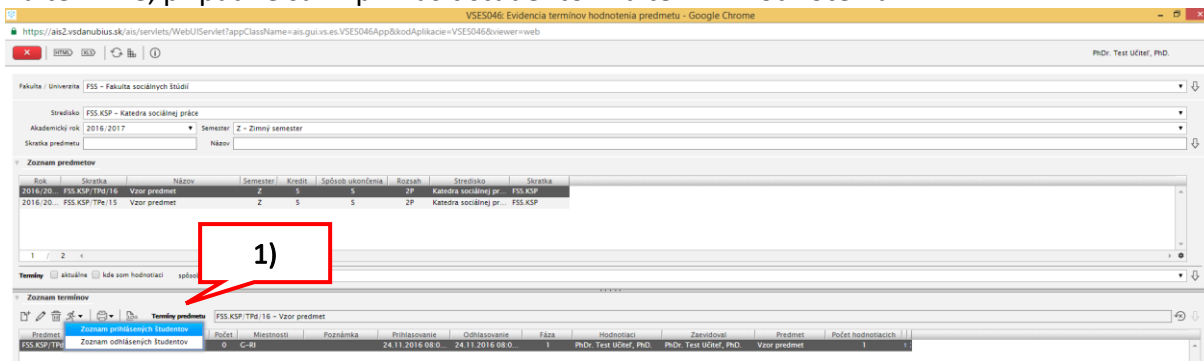 VSES046: Evidencia termínov hodnotenia predmetu - Google Chrome
https://ais2.vsdanubius.sk/ais/servlets/WebUIServlet?appClassName=ais.gui.vs.es.VSES046App&kodAplikacie=VSES046&viewer=web
HTML XLS PhDr. Test Učiteľ, PhD.
Fakulta / Univerzita FSS - Fakulta sociálnych štúdií
Stredisko FSS.KSP - Katedra sociálnej práce
Akademický rok 2016/2017 Semester Z - Zimný semester
Skratka predmetu Názov
Zoznam predmetov
Rok Skratka Názov Semester Kredit Spôsob ukončenia Rozsah Stredisko Skratka
2016/20... FSS.KSP/TPd/16 Vzor predmet Z 5 S 2P Katedra sociálnej pr... FSS.KSP
2016/20... FSS.KSP/TPe/15 Vzor predmet Z 5 S 2P Katedra sociálnej pr... FSS.KSP
1 / 2
1)
Termíny aktuálne kde som hodnotiaci
Zoznam termínov
Termíny predmetu FSS.KSP/TPd/16 - Vzor predmet
Zoznam prihlásených študentov
Zoznam odhlásených študentov
Predmet Počet Miestnosti Poznámka Prihlasovanie Odhlasovanie Fáza Hodnotiaci Zaevidoval Predmet Počet hodnotiacich
FSS.KSP/TP 0 C-RI 24.11.2016 08:0... 24.11.2016 08:0... 1 PhDr. Test Učiteľ, PhD. PhDr. Test Učiteľ, PhD. Vzor predmet 1